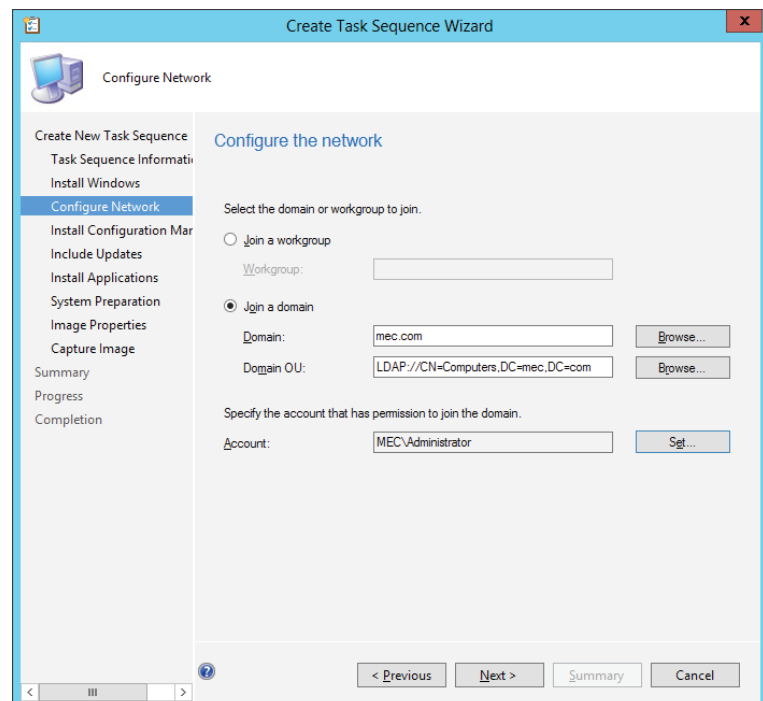 Create Task Sequence Wizard
x
Configure Network
Create New Task Sequence
Task Sequence Informati
Install Windows
Configure Network
Install Configuration Mar
Include Updates
Install Applications
System Preparation
Image Properties
Capture Image
Summary
Progress
Completion
Configure the network
Select the domain or workgroup to join.
Join a workgroup
Workgroup:
Join a domain
Domain: mec.com Browse...
Domain OU: LDAP://CN=Computers,DC=mec,DC=com Browse...
Specify the account that has permission to join the domain.
Account: MEC\Administrator Set...
< Previous Next > Summary Cancel